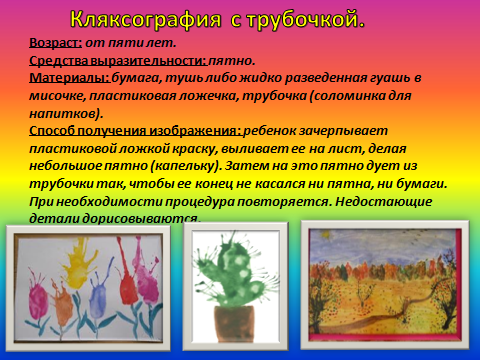 Кляксография с трубочкой.
Возраст: от пяти лет.
Средства выразительности: пятно.
Материалы: бумага, тушь либо жидко разведенная гуашь в
мисочке, пластиковая ложечка, трубочка (соломинка для
напитков).
Способ получения изображения: ребенок зачерпывает
пластиковой ложкой краску, выливает ее на лист, делая
небольшое пятно (капельку). Затем на это пятно дует из
трубочки так, чтобы ее конец не касался ни пятна, ни бумаги.
При необходимости процедура повторяется. Недостающие
детали дорисовываются.